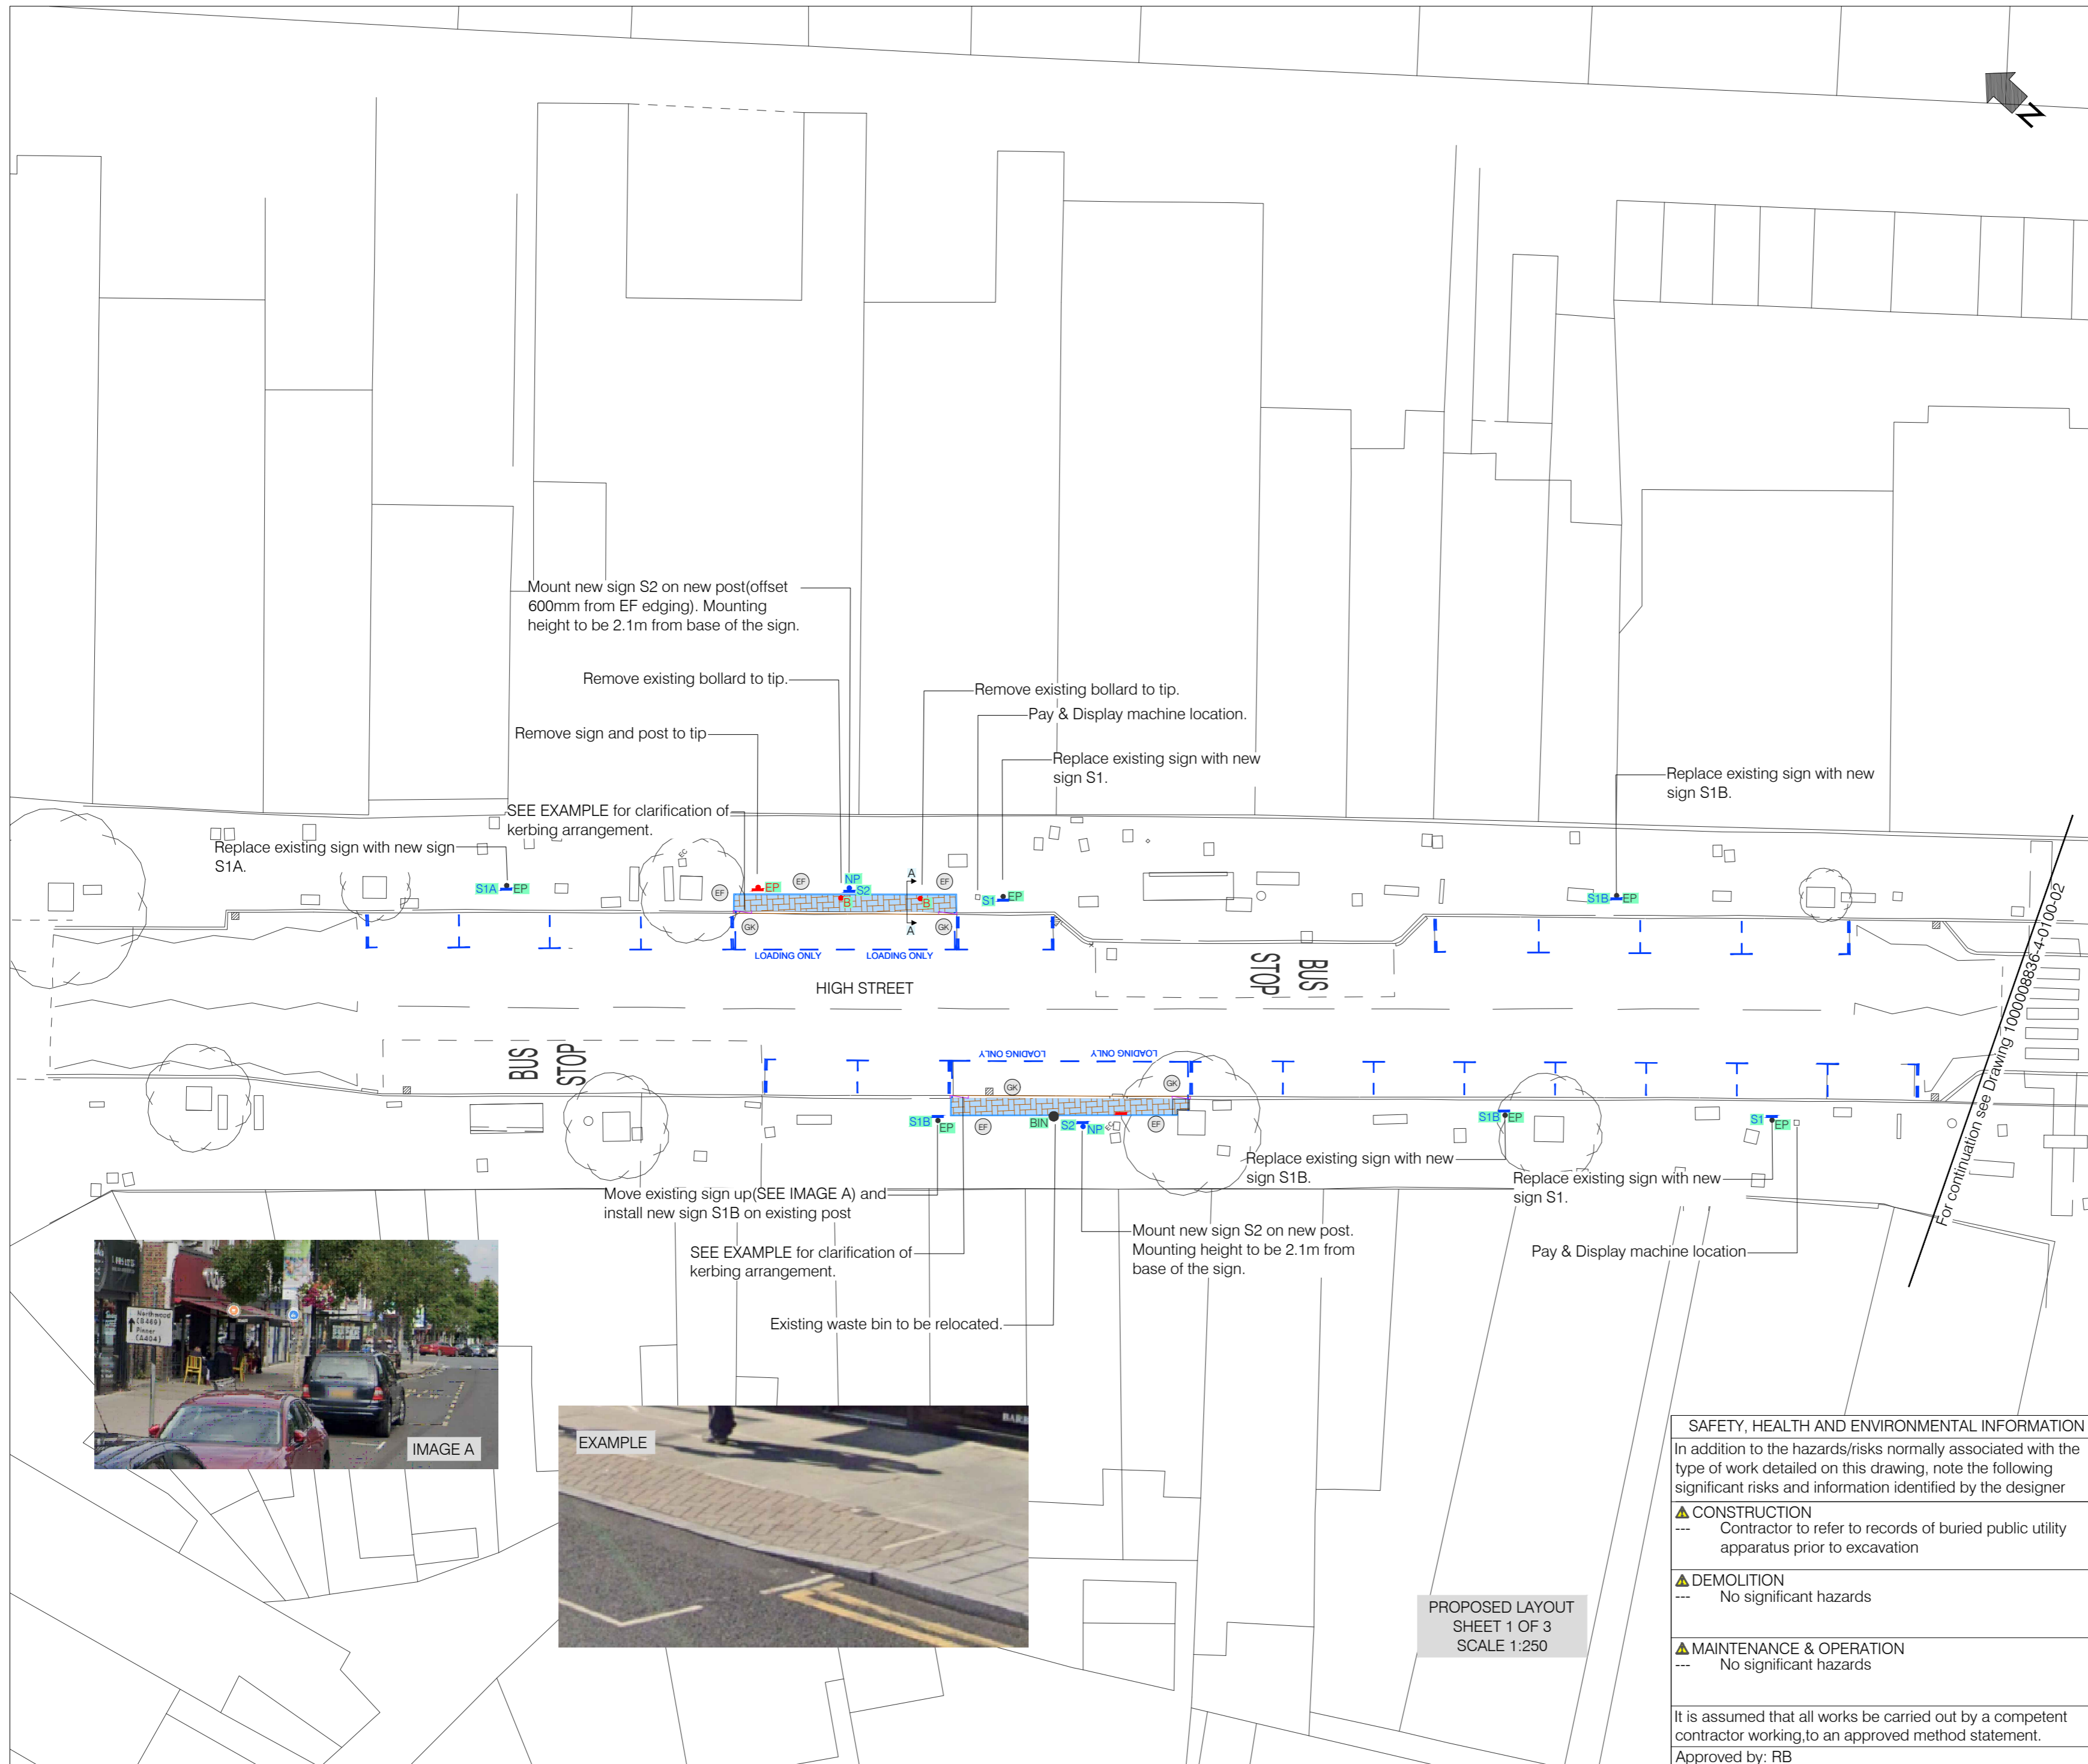 N
Mount new sign S2 on new post(offset
600mm from EF edging). Mounting
height to be 2.1m from base of the sign.
Remove existing bollard to tip.
Remove existing bollard to tip.
Pay & Display machine location.
Remove sign and post to tip
Replace existing sign with new
sign S1.
Replace existing sign with new
sign S1B.
SEE EXAMPLE for clarification of
kerbing arrangement.
Replace existing sign with new sign
S1A.
S1A EP
EC
EF
EP
EF
NP
S2
B
A
B
EF
S1 EP
S1B EP
GK
A
GK
LOADING ONLY
LOADING ONLY
BUS
STOP
HIGH STREET
For continuation see Drawing 1000008836-4-0100-02
BUS
STOP
LOADING ONLY
LOADING ONLY
GK
GK
S1B EP
EF
BIN
S2 NP
EC
EF
S1B EP
S1 EP
Replace existing sign with new
sign S1B.
Replace existing sign with new
sign S1.
Move existing sign up(SEE IMAGE A) and
install new sign S1B on existing post
Mount new sign S2 on new post.
Mounting height to be 2.1m from
base of the sign.
SEE EXAMPLE for clarification of
kerbing arrangement.
Pay & Display machine location
Existing waste bin to be relocated.
Northwood
Pinner
(A404)
IMAGE A
EXAMPLE
PROPOSED LAYOUT
SHEET 1 OF 3
SCALE 1:250
SAFETY, HEALTH AND ENVIRONMENTAL INFORMATION
In addition to the hazards/risks normally associated with the
type of work detailed on this drawing, note the following
significant risks and information identified by the designer
CONSTRUCTION
--- Contractor to refer to records of buried public utility
apparatus prior to excavation
DEMOLITION
--- No significant hazards
MAINTENANCE & OPERATION
--- No significant hazards
It is assumed that all works be carried out by a competent
contractor working,to an approved method statement.
Approved by: RB